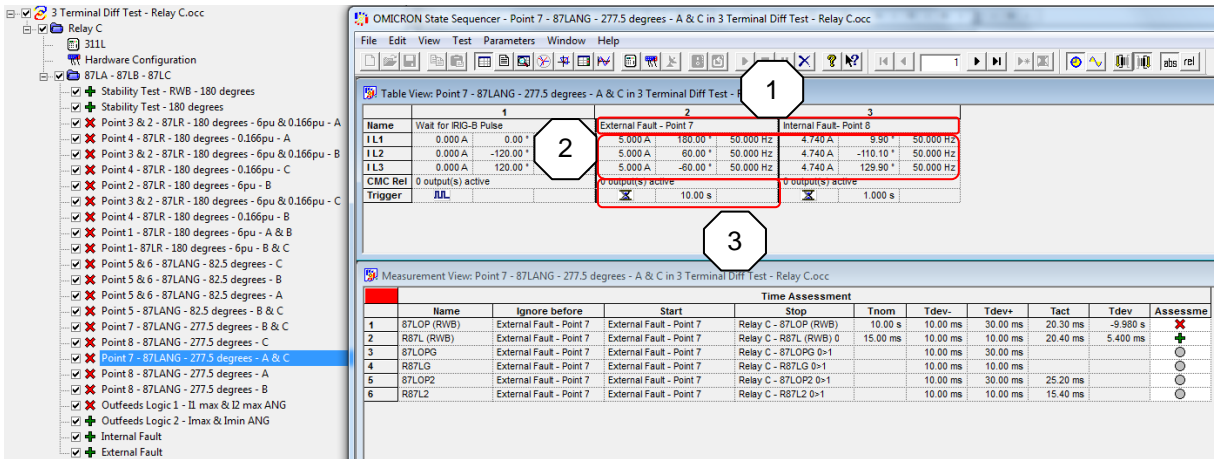 3 Terminal Diff Test - Relay C.occ
Relay C
311L
Hardware Configuration
87LA - 87LB - 87LC
Stability Test - RWB - 180 degrees
Stability Test - 180 degrees
Point 3 & 2 - 87LR - 180 degrees - 6pu & 0.166pu - A
Point 4 - 87LR - 180 degrees - 0.166pu - A
Point 3 & 2 - 87LR - 180 degrees - 6pu & 0.166pu - B
Point 4 - 87LR - 180 degrees - 0.166pu - C
Point 2 - 87LR - 180 degrees - 6pu - B
Point 3 & 2 - 87LR - 180 degrees - 6pu & 0.166pu - C
Point 4 - 87LR - 180 degrees - 0.166pu - B
Point 1 - 87LR - 180 degrees - 6pu - A & B
Point 1- 87LR - 180 degrees - 6pu - B & C
Point 5 & 6 - 87LANG - 82.5 degrees - C
Point 5 & 6 - 87LANG - 82.5 degrees - B
Point 5 & 6 - 87LANG - 82.5 degrees - A
Point 5 - 87LANG - 82.5 degrees - B & C
Point 7 - 87LANG - 277.5 degrees - B & C
Point 8 - 87LANG - 277.5 degrees - C
Point 7 - 87LANG - 277.5 degrees - A & C
Point 8 - 87LANG - 277.5 degrees - A
Point 8 - 87LANG - 277.5 degrees - B
Outfeeds Logic 1 - I1 max & I2 max ANG
Outfeeds Logic 2 - Imax & Imin ANG
Internal Fault
External Fault
OMICRON State Sequencer - Point 7 - 87LANG - 277.5 degrees - A & C in 3 Terminal Diff Test - Relay C.occ
File Edit View Test Parameters Window Help
1 abs rel
Table View: Point 7 - 87LANG - 277.5 degrees - A & C in 3 Terminal Diff Test -
1
1 2 3
Name Wait for IRIG-B Pulse External Fault - Point 7 Internal Fault- Point 8
I L1 0.000 A 0.00 ° 5.000 A 180.00 ° 50.000 Hz 4.740 A 9.90 ° 50.000 Hz
2
I L2 0.000 A -120.00 ° 5.000 A 60.00 ° 50.000 Hz 4.740 A -110.10 ° 50.000 Hz
I L3 0.000 A 120.00 ° 5.000 A -60.00 ° 50.000 Hz 4.740 A 129.90 ° 50.000 Hz
CMC Rel 0 output(s) active 0 output(s) active 0 output(s) active
Trigger 10.00 s 1.000 s
3
Measurement View: Point 7 - 87LANG - 277.5 degrees - A & C in 3 Terminal Diff Test - Relay C.occ
Time Assessment
Name Ignore before Start Stop Tnom Tdev- Tdev+ Tact Tdev Assessme
1 87LOP (RWB) External Fault - Point 7 External Fault - Point 7 Relay C - 87LOP (RWB) 10.00 s 10.00 ms 30.00 ms 20.30 ms -9.980 s
2 R87L (RWB) External Fault - Point 7 External Fault - Point 7 Relay C - R87L (RWB) 0 15.00 ms 10.00 ms 10.00 ms 20.40 ms 5.400 ms
3 87LOPG External Fault - Point 7 External Fault - Point 7 Relay C - 87LOPG 0>1 10.00 ms 30.00 ms
4 R87LG External Fault - Point 7 External Fault - Point 7 Relay C - R87LG 0>1 10.00 ms 10.00 ms
5 87LOP2 External Fault - Point 7 External Fault - Point 7 Relay C - 87LOP2 0>1 10.00 ms 30.00 ms 25.20 ms
6 R87L2 External Fault - Point 7 External Fault - Point 7 Relay C - R87L2 0>1 10.00 ms 10.00 ms 15.40 ms